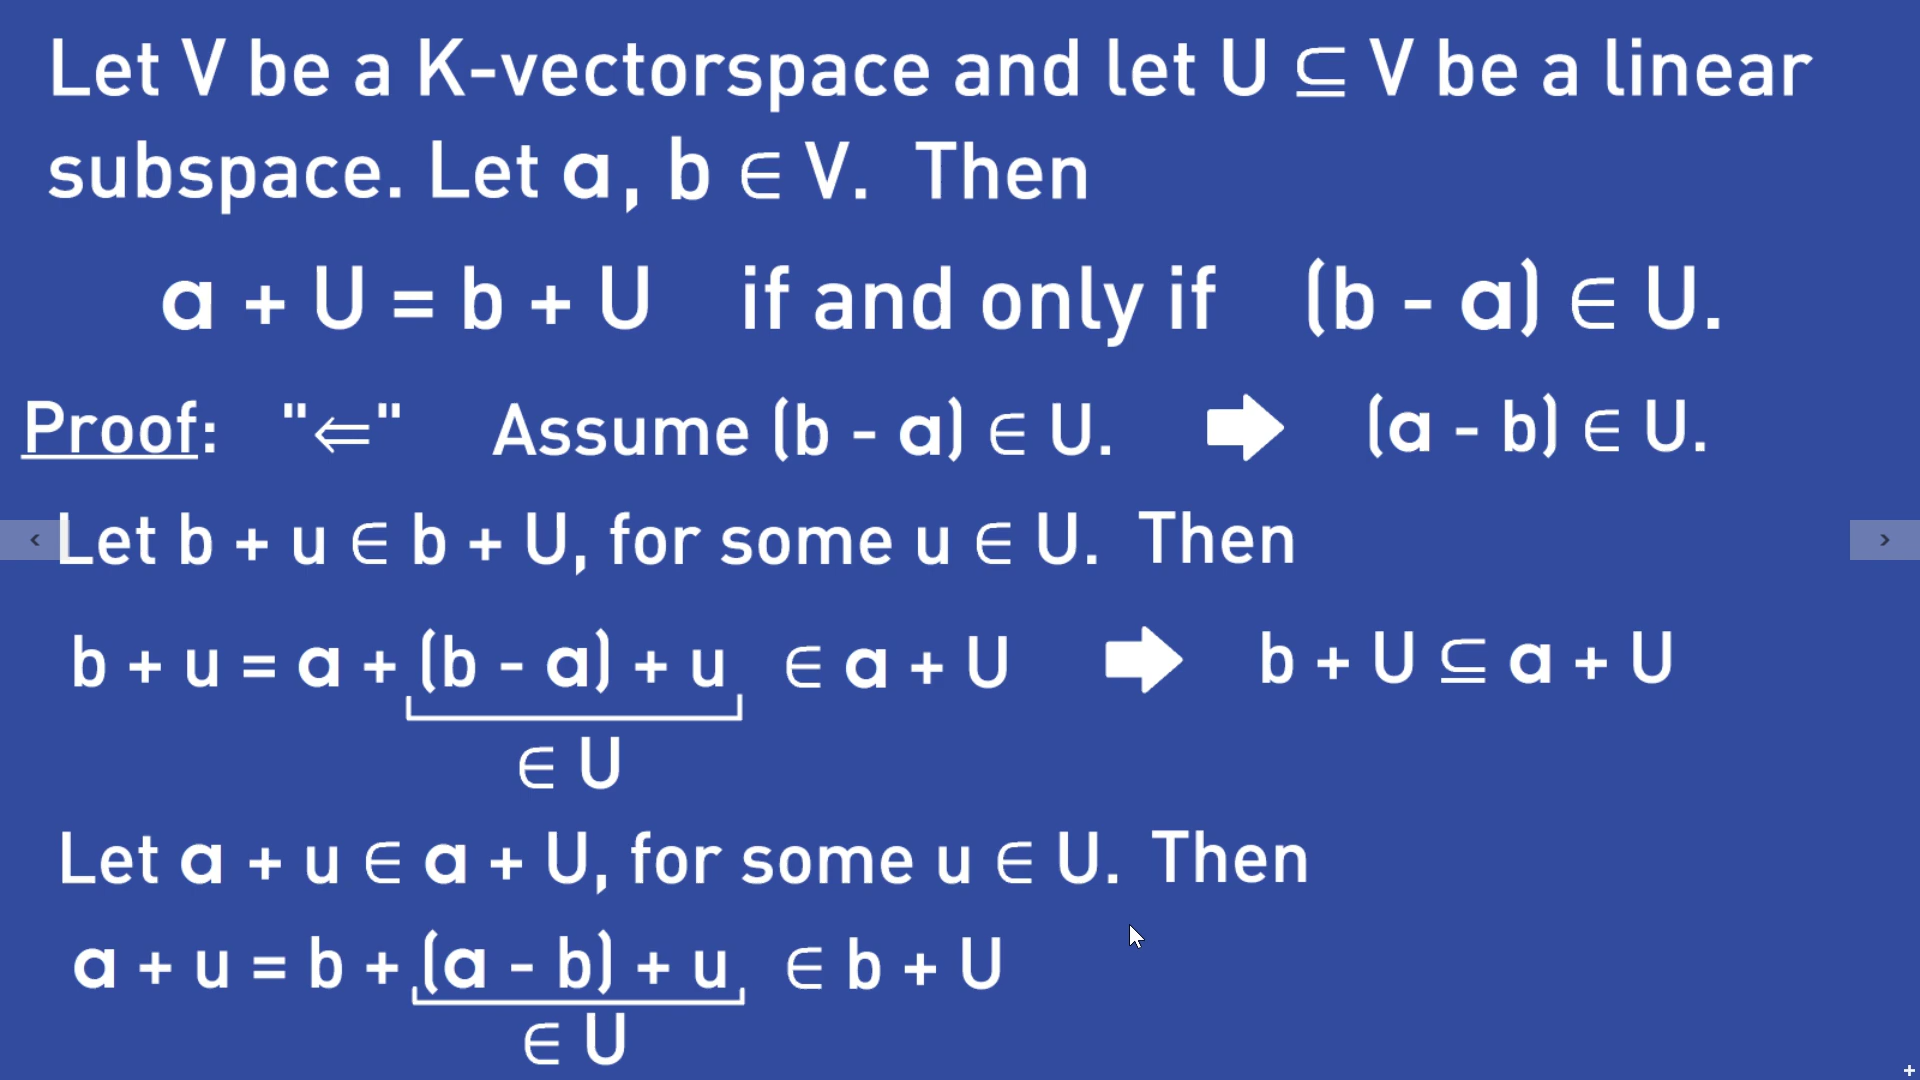 Let V be a K-vectorspace and let U ⊆ V be a linear
subspace. Let a, b ∈ V. Then
a + U = b + U if and only if (b - a) ∈ U.
Proof: "⇐" Assume (b - a) ∈ U. ➡ (a - b) ∈ U.
Let b + u ∈ b + U, for some u ∈ U. Then
b + u = a + (b - a) + u ∈ a + U ➡ b + U ⊆ a + U
∈ U
Let a + u ∈ a + U, for some u ∈ U. Then
a + u = b + (a - b) + u ∈ b + U
∈ U